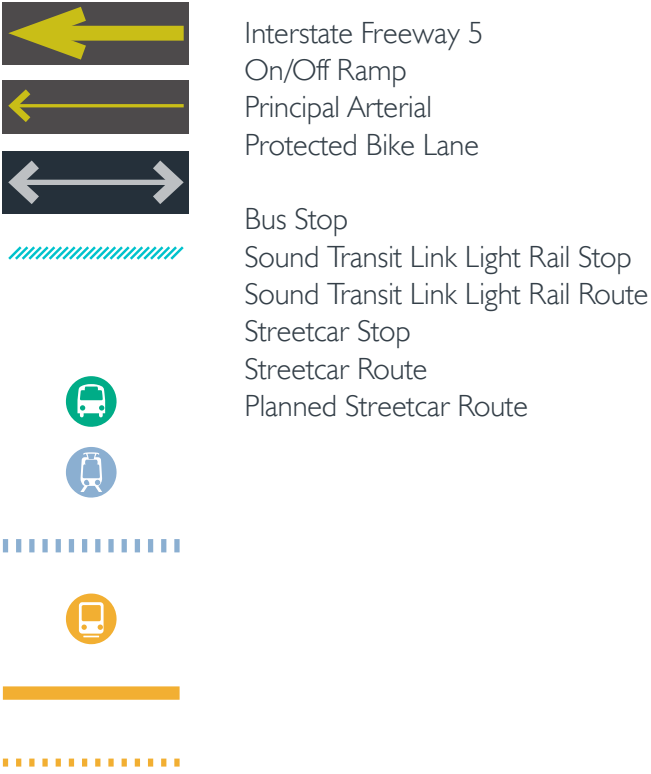 Interstate Freeway 5
On/Off Ramp
Principal Arterial
Protected Bike Lane
Bus Stop
Sound Transit Link Light Rail Stop
Sound Transit Link Light Rail Route
Streetcar Stop
Streetcar Route
Planned Streetcar Route